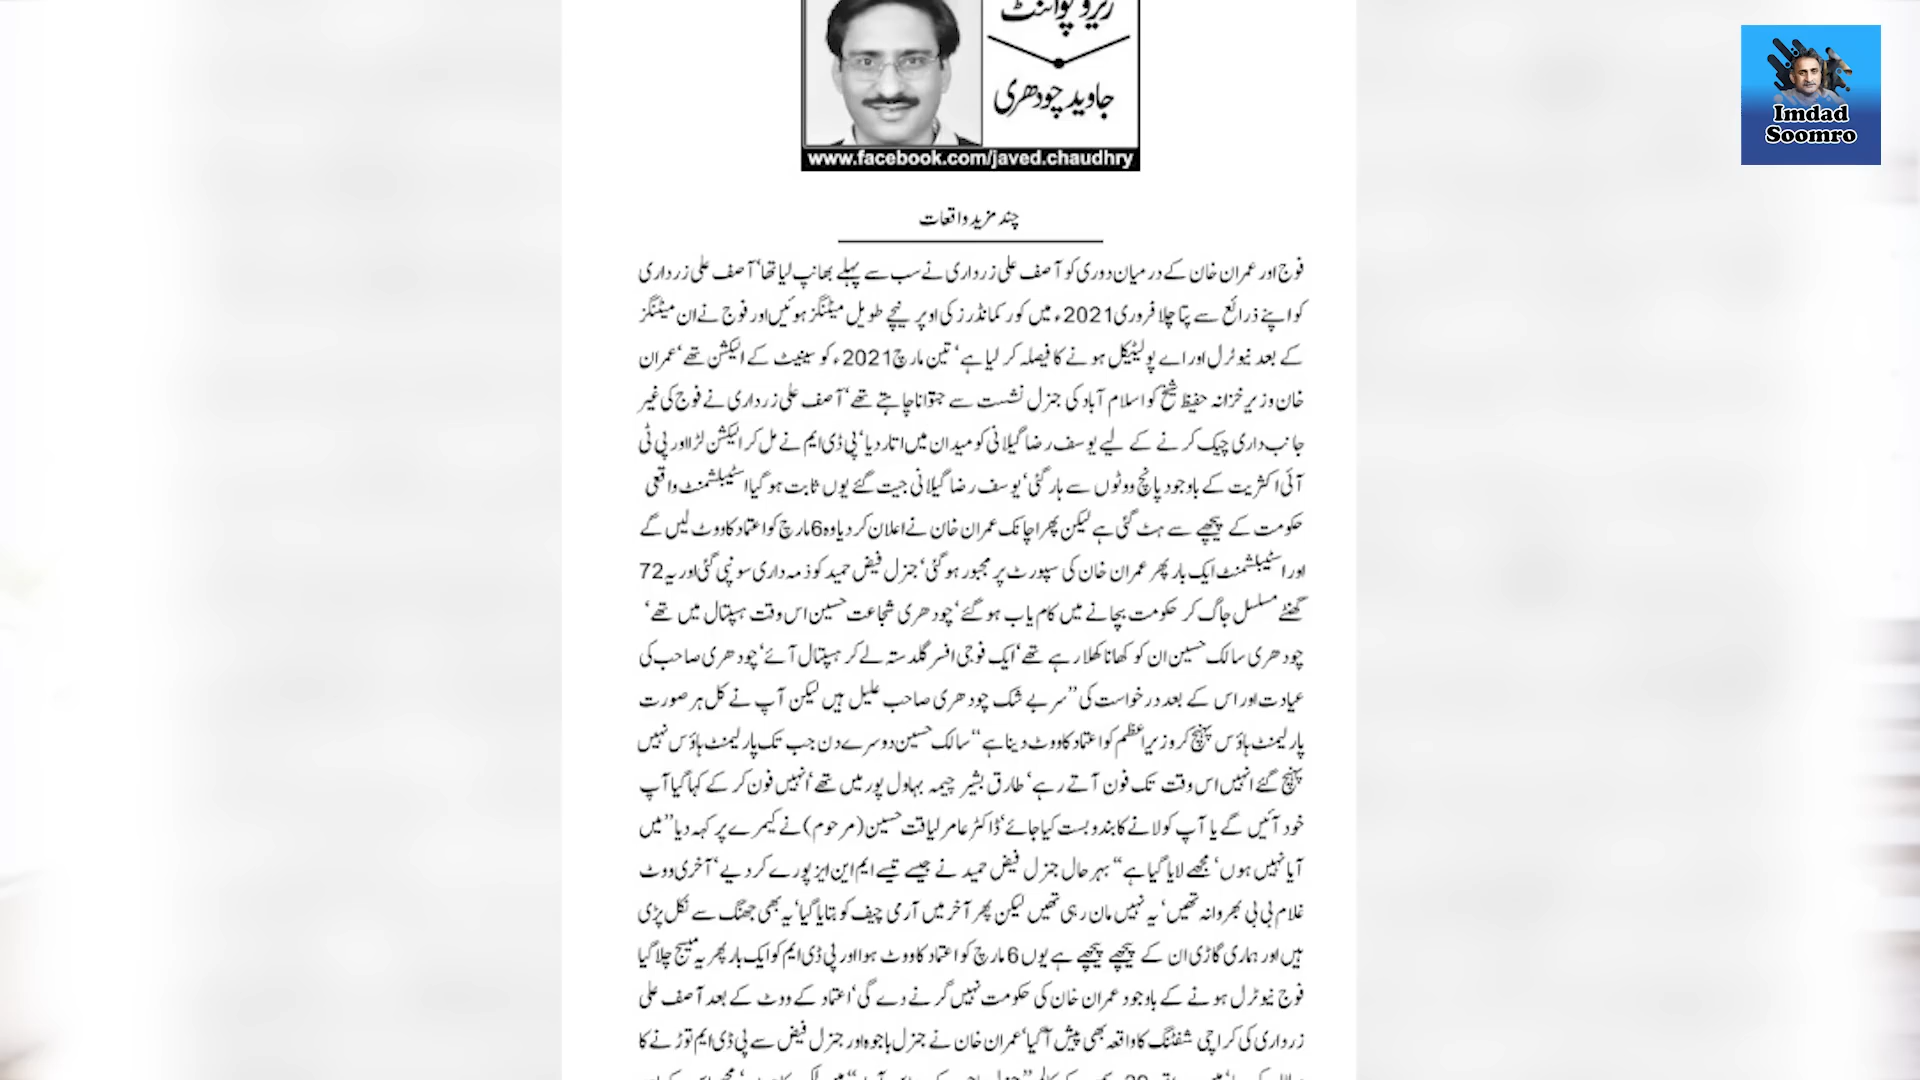 زیرو پوائنٹ
جاوید چودھری
www.facebook.com/javed.chaudhry
Imdad
Soomro
چند مزید واقعات
فوج اور عمران خان کے درمیان دوری کو آصف علی زرداری نے سب سے پہلے بھانپ لیا تھا‘ آصف علی زرداری
کو اپنے ذرائع سے پتا چلا فروری 2021ء میں کور کمانڈرز کی اوپر نیچے طویل میٹنگز ہوئیں اور فوج نے ان میٹنگز
کے بعد نیوٹرل اور اے پولیٹیکل ہونے کا فیصلہ کر لیا ہے‘ تین مارچ 2021ء کو سینیٹ کے الیکشن تھے‘ عمران
خان وزیر خزانہ حفیظ شیخ کو اسلام آباد کی جنرل نشست سے جتوانا چاہتے تھے‘ آصف علی زرداری نے فوج کی غیر
جانب داری چیک کرنے کے لیے یوسف رضا گیلانی کو میدان میں اتار دیا‘ پی ڈی ایم نے مل کر الیکشن لڑا اور پی ٹی
آئی اکثریت کے باوجود پانچ ووٹوں سے ہار گئی‘ یوسف رضا گیلانی جیت گئے یوں ثابت ہو گیا اسٹیبلشمنٹ واقعی
حکومت کے پیچھے سے ہٹ گئی ہے لیکن پھر اچانک عمران خان نے اعلان کر دیا وہ 6 مارچ کو اعتماد کا ووٹ لیں گے
اور اسٹیبلشمنٹ ایک بار پھر عمران خان کی سپورٹ پر مجبور ہو گئی‘ جنرل فیض حمید کو ذمہ داری سونپی گئی اور یہ 72
گھنٹے مسلسل جاگ کر حکومت بچانے میں کام یاب ہو گئے‘ چودھری شجاعت حسین اس وقت ہسپتال میں تھے‘
چودھری سالک حسین ان کو کھانا کھلا رہے تھے‘ ایک فوجی افسر گلدستہ لے کر ہسپتال آئے‘ چودھری صاحب کی
عیادت اور اس کے بعد درخواست کی ’’سر بے شک چودھری صاحب علیل ہیں لیکن آپ نے کل ہر صورت
پارلیمنٹ ہاؤس پہنچ کر وزیراعظم کو اعتماد کا ووٹ دینا ہے‘‘ سالک حسین دوسرے دن جب تک پارلیمنٹ ہاؤس نہیں
پہنچ گئے انہیں اس وقت تک فون آتے رہے‘ طارق بشیر چیمہ بہاول پور میں تھے‘ انہیں فون کر کے کہا گیا آپ
خود آئیں گے یا آپ کو لانے کا بندوبست کیا جائے‘ ڈاکٹر عامر لیاقت حسین (مرحوم) نے کیمرے پر کہہ دیا ’’میں
آیا نہیں ہوں‘ مجھے لایا گیا ہے‘‘ بہرحال جنرل فیض حمید نے جیسے تیسے ایم این ایز پورے کر دیے‘ آخری ووٹ
غلام بی بی بھروانہ تھیں‘ یہ نہیں مان رہی تھیں لیکن پھر آخر میں آرمی چیف کو بتایا گیا‘ یہ بھی جھنگ سے نکل پڑی
ہیں اور ہماری گاڑی ان کے پیچھے پیچھے ہے یوں 6 مارچ کو اعتماد کا ووٹ ہوا اور پی ڈی ایم کو ایک بار پھر یہ میسج چلا گیا
فوج نیوٹرل ہونے کے باوجود عمران خان کی حکومت نہیں گرنے دے گی‘ اعتماد کے ووٹ کے بعد آصف علی
زرداری کی کراچی شفٹنگ کا واقعہ بھی پیش آ گیا‘ عمران خان نے جنرل باجوہ اور جنرل فیض سے پی ڈی ایم توڑنے کا